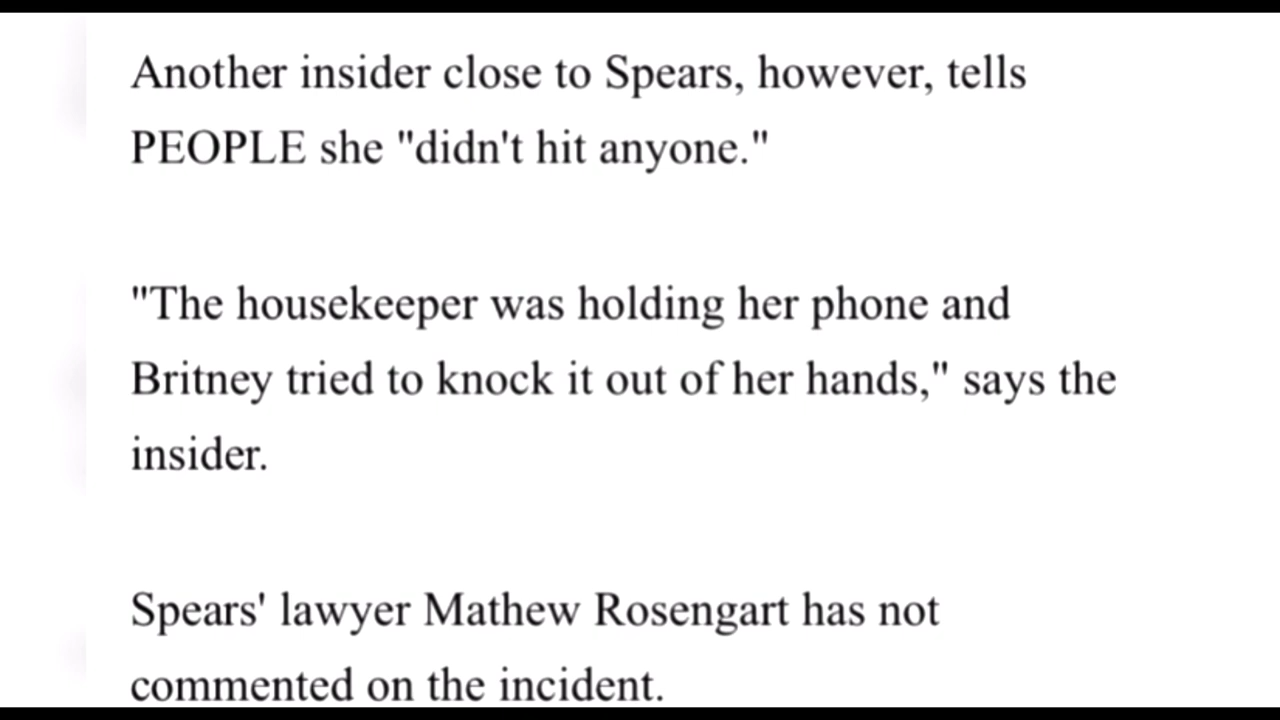 Another insider close to Spears, however, tells
PEOPLE she "didn't hit anyone."
"The housekeeper was holding her phone and
Britney tried to knock it out of her hands," says the
insider.
Spears' lawyer Mathew Rosengart has not
commented on the incident.